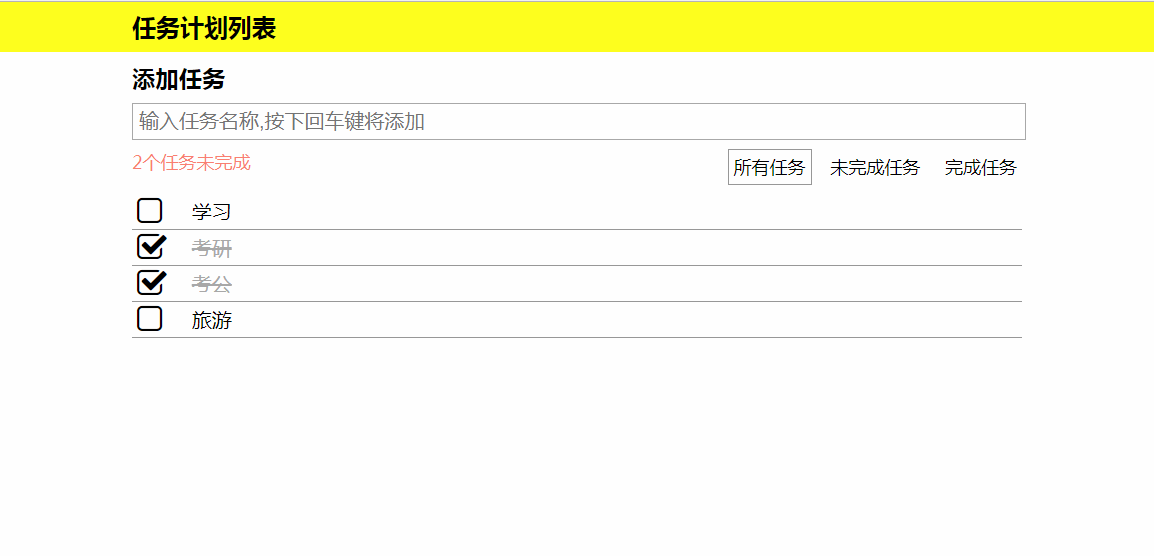 任务计划列表
添加任务
输入任务名称,按下回车键将添加
2个任务未完成
所有任务 未完成任务 完成任务
学习
考研
考公
旅游